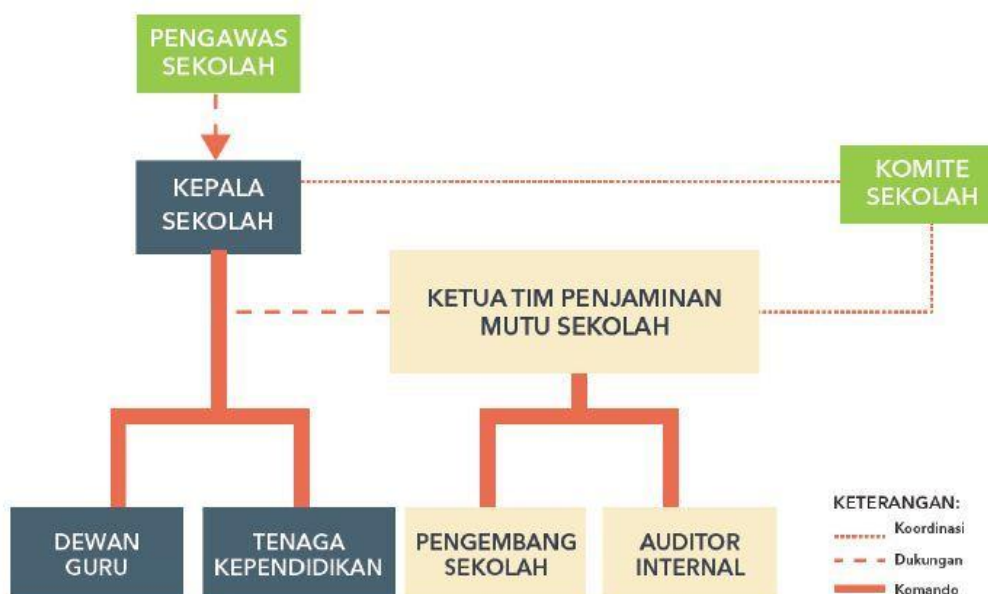 PENGAWAS
SEKOLAH
KEPALA
SEKOLAH
KOMITE
SEKOLAH
KETUA TIM PENJAMINAN
MUTU SEKOLAH
DEWAN
GURU
TENAGA
KEPENDIDIKAN
PENGEMBANG
SEKOLAH
AUDITOR
INTERNAL
KETERANGAN:
Koordinasi
Dukungan
Komando